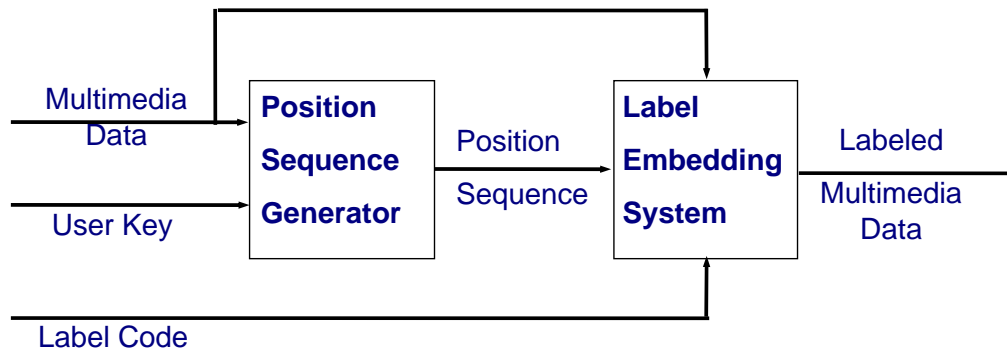 Multimedia
Data
User Key
Label Code
Position
Sequence
Generator
Position
Sequence
Label
Embedding
System
Labeled
Multimedia
Data